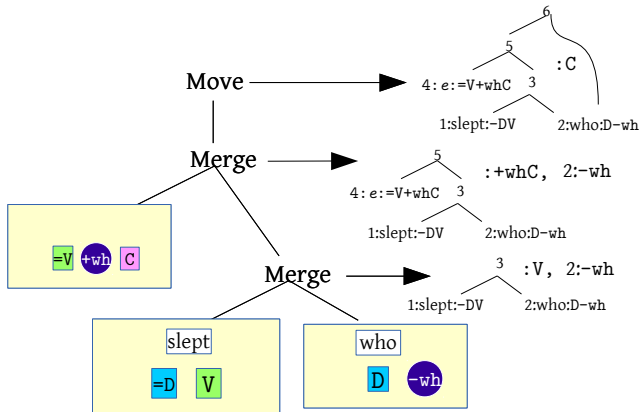 6
5
:C
Move
4: e:=V+whC
3
1:slept:-DV
2:who:D-wh
Merge
5
:+whC, 2:-wh
4: e:=V+whC
3
1:slept:-DV
2:who:D-wh
=V +wh C
Merge
3
:V, 2:-wh
1:slept:-DV
2:who:D-wh
slept
who
=D V
D -wh